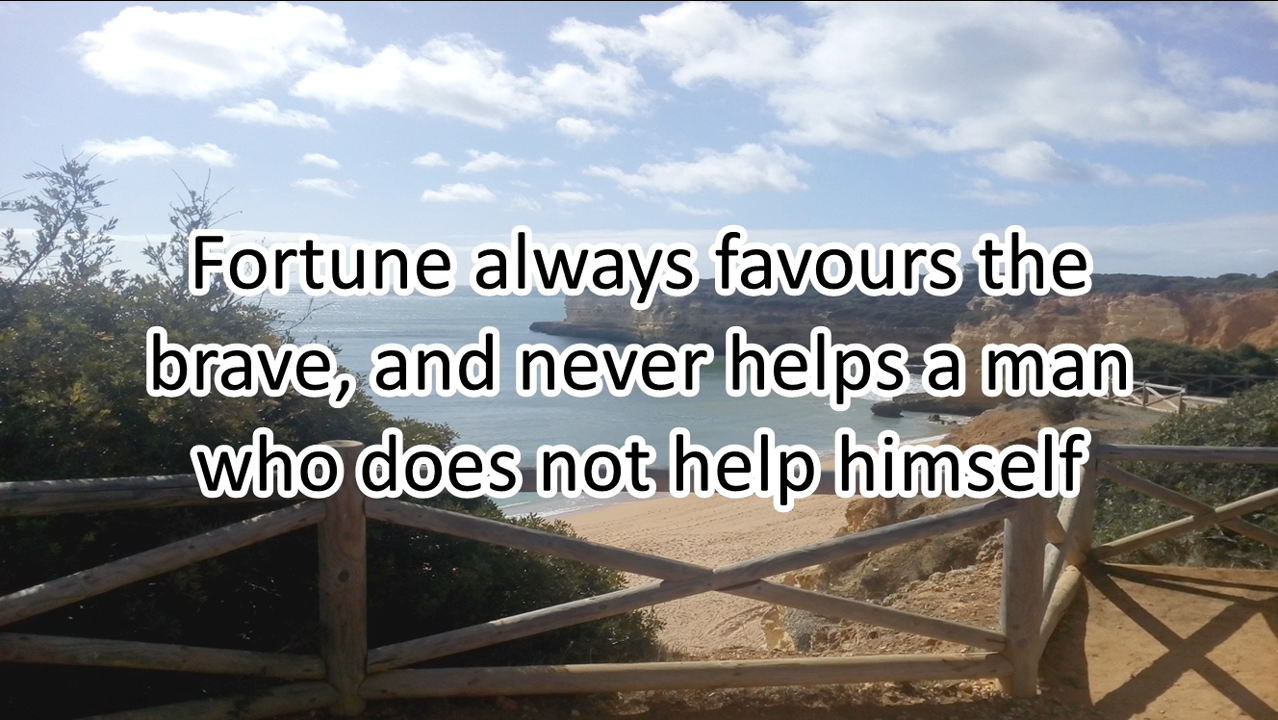 Fortune always favours the
brave, and never helps a man
who does not help himself